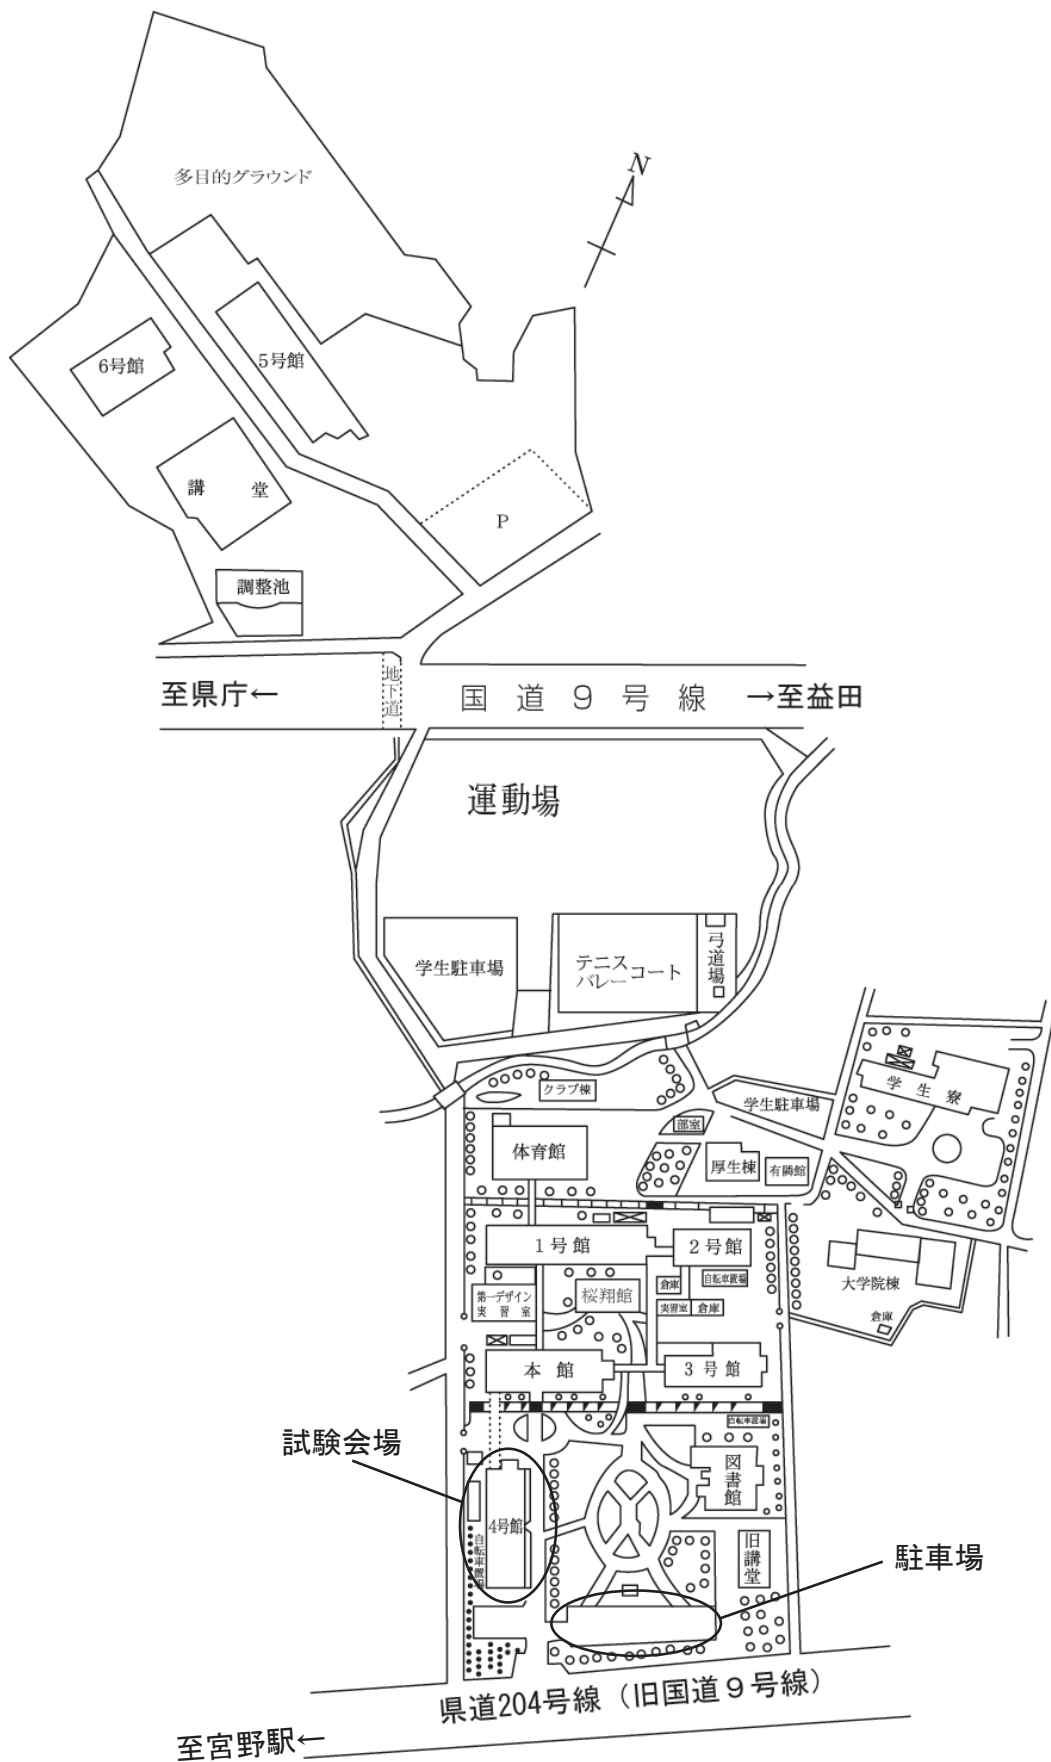 多目的グラウンド
N
6号館
5号館
講堂
P
調整池
至県庁←
地下道
国道9号線
→至益田
運動場
学生駐車場
テニス
バレー
コート
弓道場
クラブ棟
学生駐車場
学生寮
部室
体育館
厚生棟
有隣館
1号館
2号館
大学院棟
倉庫
自転車置場
第一デザイン
実習室
桜翔館
実習室
倉庫
倉庫
本館
3号館
自転車置場
試験会場
図書館
4号館
自転車置場
旧講堂
駐車場
県道204号線（旧国道9号線）
至宮野駅←